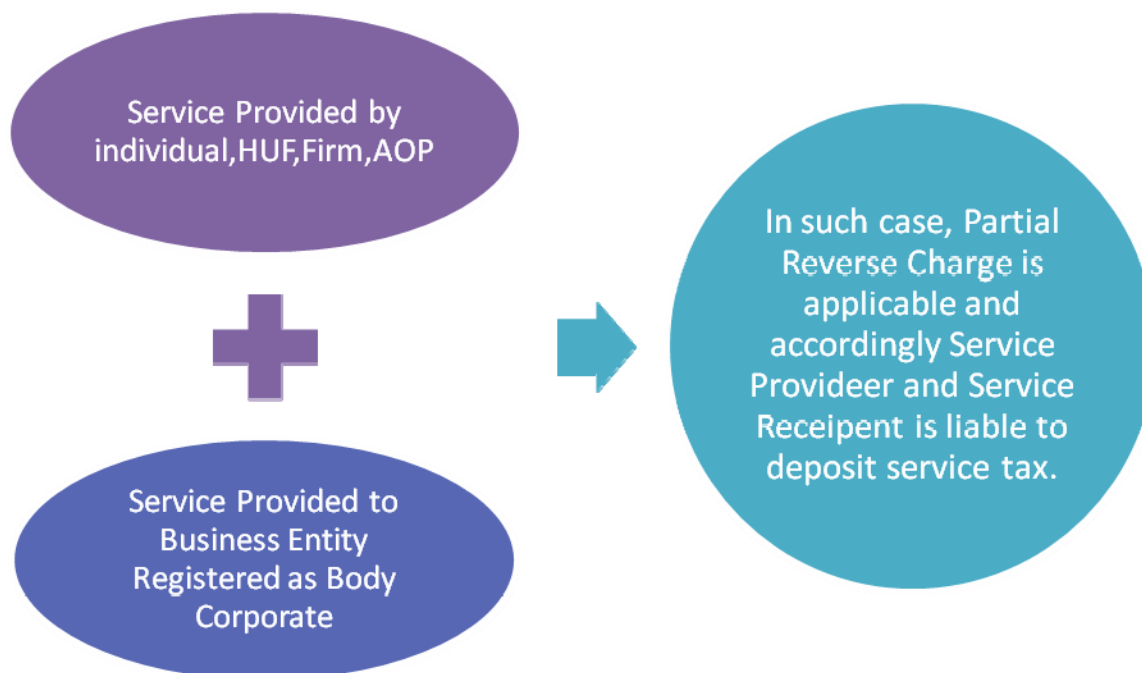 Service Provided by
individual,HUF,Firm,AOP
Service Provided to
Business Entity
Registered as Body
Corporate
In such case, Partial
Reverse Charge is
applicable and
accordingly Service
Provideer and Service
Receipent is liable to
deposit service tax.